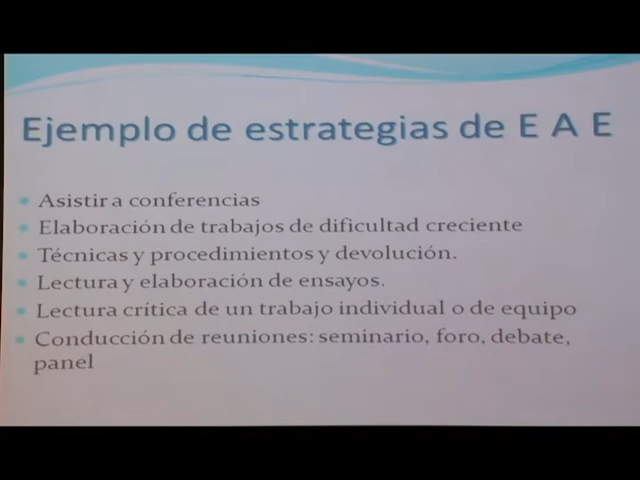 Ejemplo de estrategias de E A E
Asistir a conferencias
Elaboración de trabajos de dificultad creciente
Técnicas y procedimientos y devolución.
Lectura y elaboración de ensayos.
Lectura crítica de un trabajo individual o de equipo
Conducción de reuniones: seminario, foro, debate,
panel